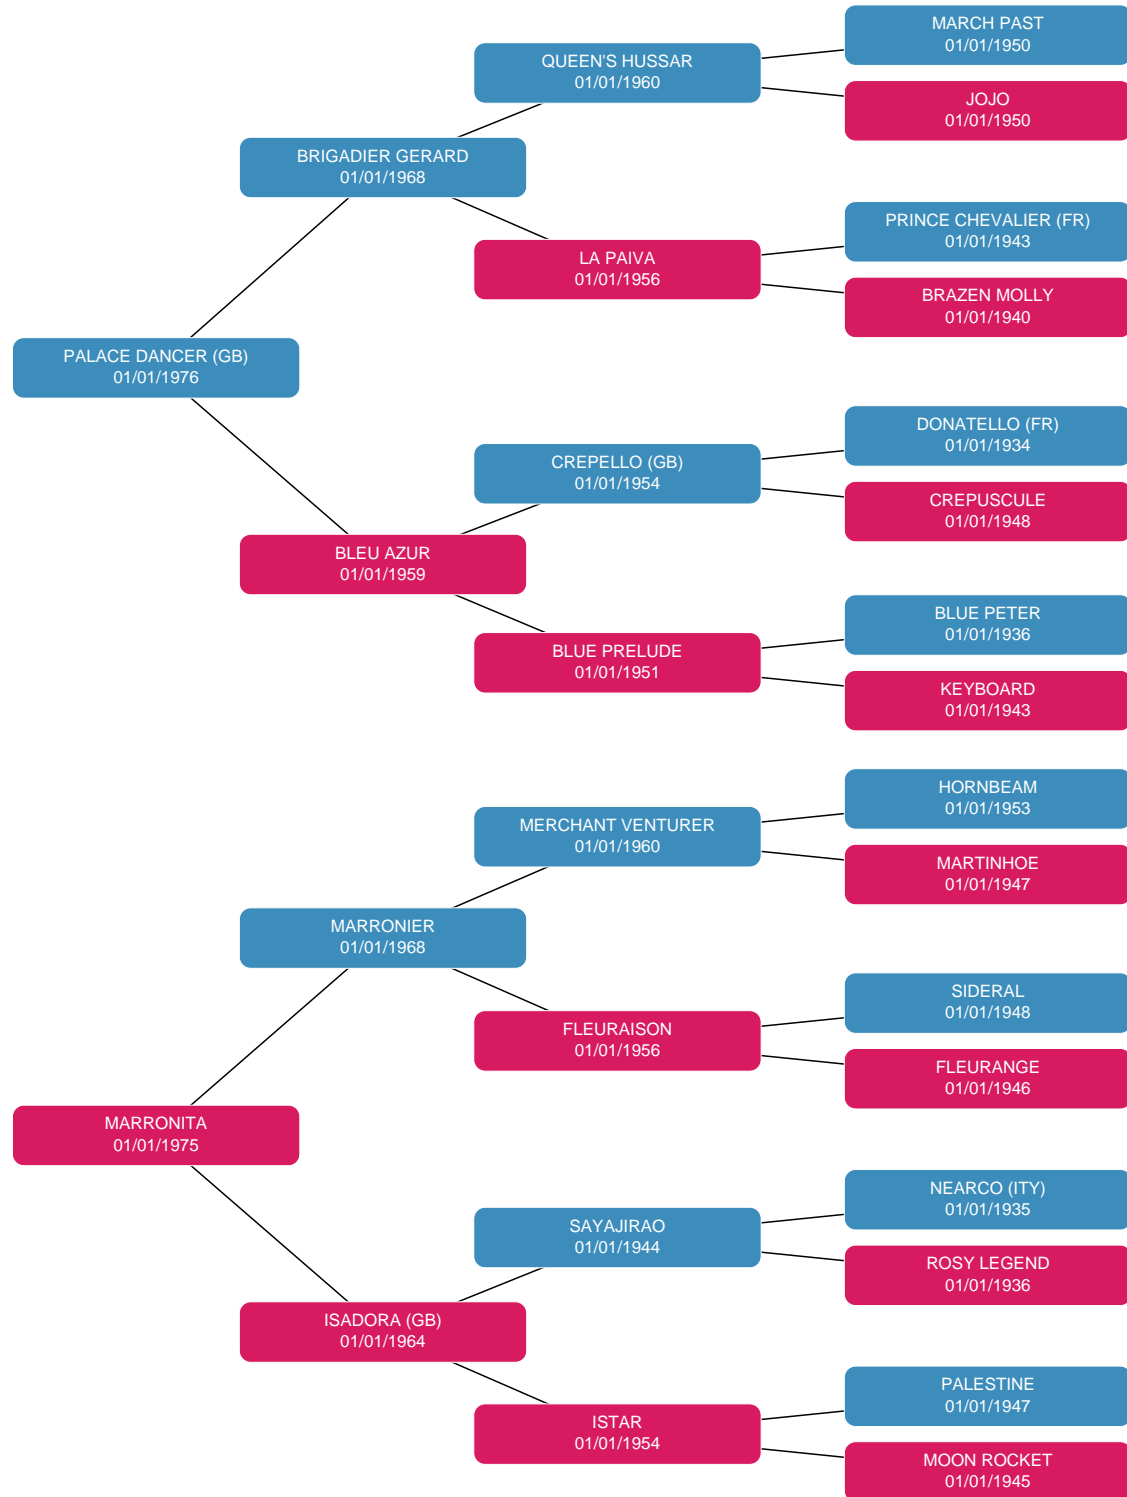 MARCH PAST
01/01/1950
QUEEN'S HUSSAR
01/01/1960
JOJO
01/01/1950
BRIGADIER GERARD
01/01/1968
PRINCE CHEVALIER (FR)
01/01/1943
LA PAIVA
01/01/1956
BRAZEN MOLLY
01/01/1940
PALACE DANCER (GB)
01/01/1976
DONATELLO (FR)
01/01/1934
CREPELLO (GB)
01/01/1954
CREPUSCULE
01/01/1948
BLEU AZUR
01/01/1959
BLUE PETER
01/01/1936
BLUE PRELUDE
01/01/1951
KEYBOARD
01/01/1943
HORNBEAM
01/01/1953
MERCHANT VENTURER
01/01/1960
MARTINHOE
01/01/1947
MARRONIER
01/01/1968
SIDERAL
01/01/1948
FLEURAISON
01/01/1956
FLEURANGE
01/01/1946
MARRONITA
01/01/1975
NEARCO (ITY)
01/01/1935
SAYAJIRAO
01/01/1944
ROSY LEGEND
01/01/1936
ISADORA (GB)
01/01/1964
PALESTINE
01/01/1947
ISTAR
01/01/1954
MOON ROCKET
01/01/1945